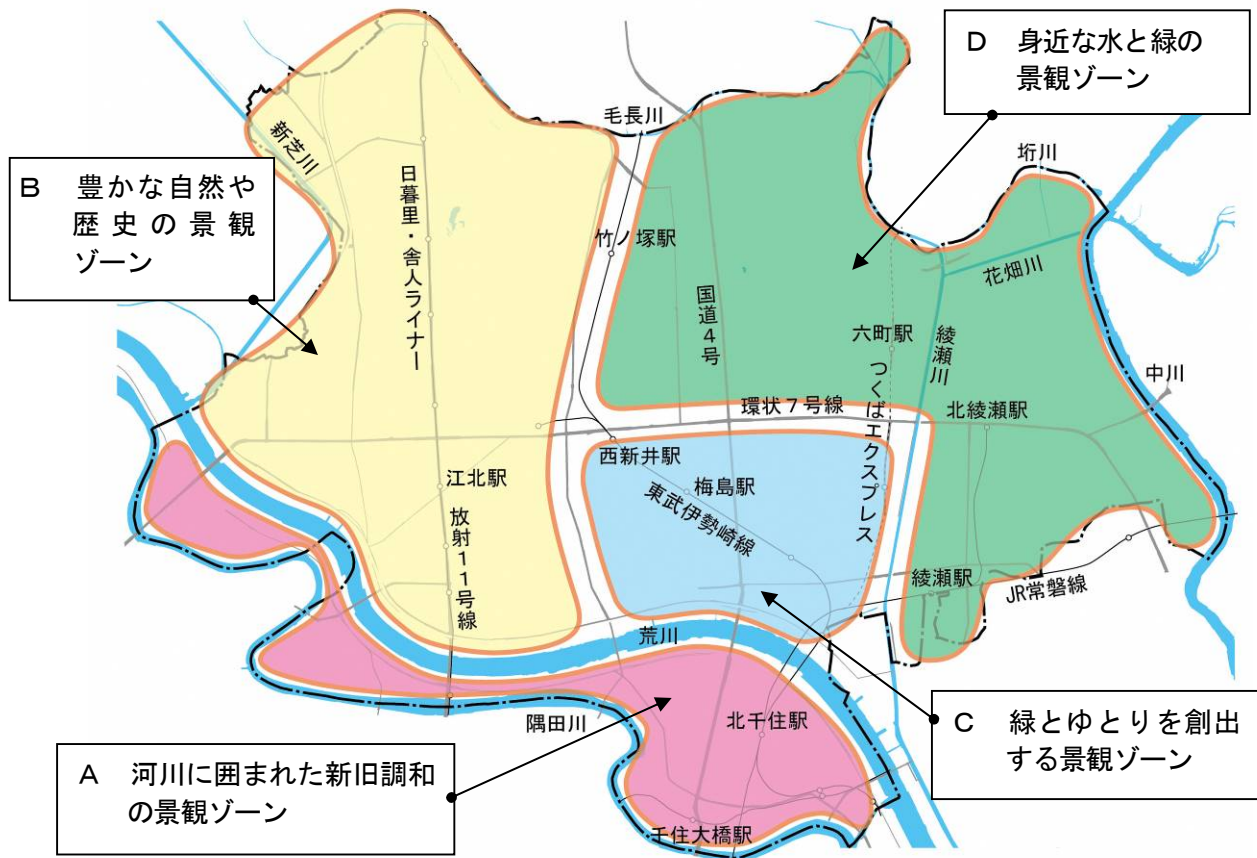 D 身近な水と緑の
景観ゾーン
毛長川
新芝川
垳川
B 豊かな自然や
歴史の景観
ゾーン
日暮里・舎人ライナー
竹ノ塚駅
花畑川
国道4号
六町駅
綾瀬川
つくばエクスプレス
中川
環状7号線
北綾瀬駅
西新井駅
江北駅
梅島駅
東武伊勢崎線
放射11号線
綾瀬駅
JR常磐線
荒川
隅田川
北千住駅
C 緑とゆとりを創出
する景観ゾーン
A 河川に囲まれた新旧調和
の景観ゾーン
千住大橋駅